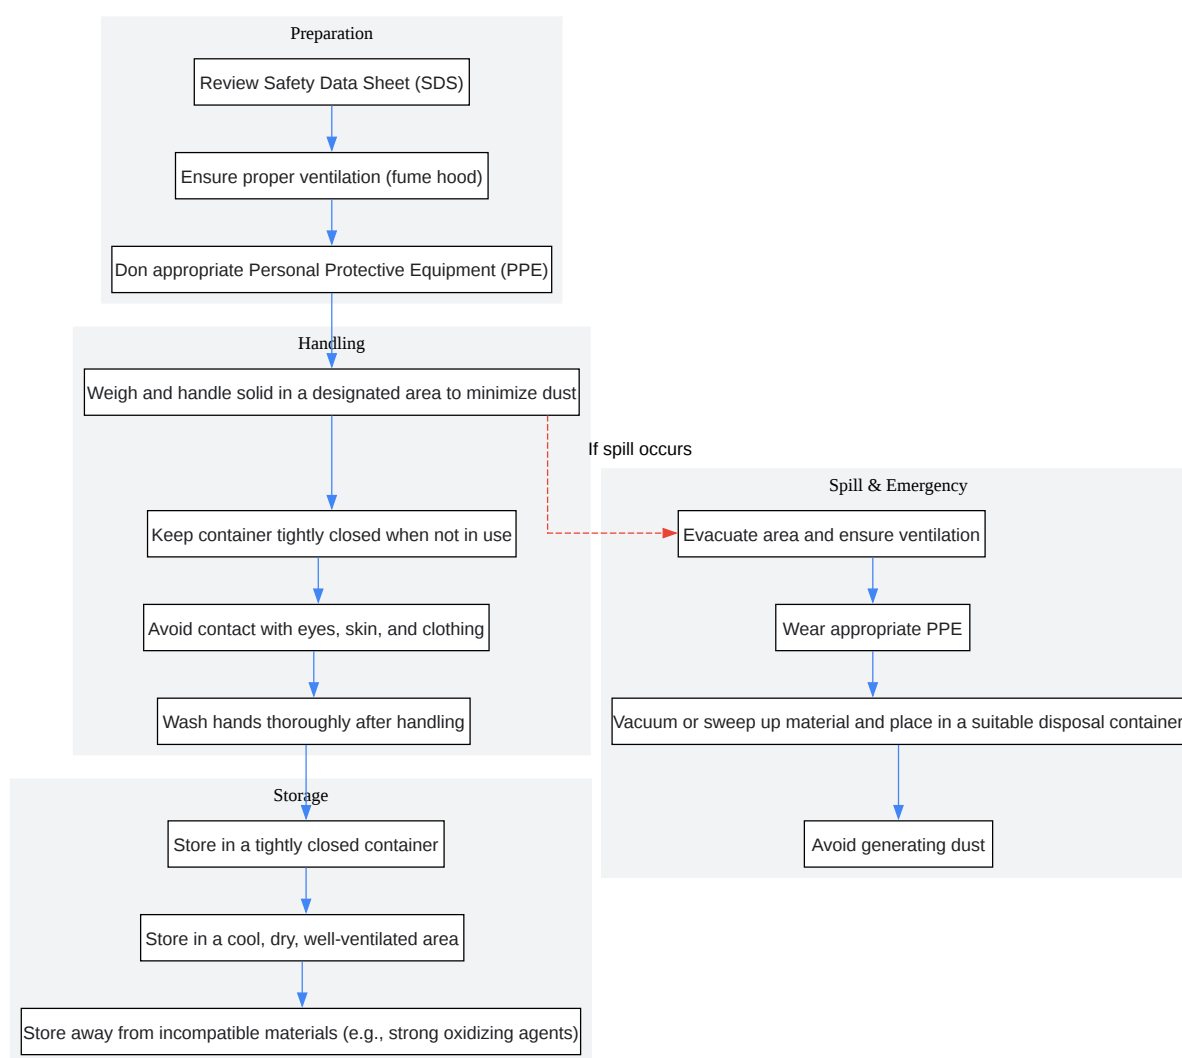 Preparation
Review Safety Data Sheet (SDS)
Ensure proper ventilation (fume hood)
Don appropriate Personal Protective Equipment (PPE)
Handling
Weigh and handle solid in a designated area to minimize dust
If spill occurs
Keep container tightly closed when not in use
Avoid contact with eyes, skin, and clothing
Wash hands thoroughly after handling
Spill & Emergency
Evacuate area and ensure ventilation
Wear appropriate PPE
Vacuum or sweep up material and place in a suitable disposal container
Avoid generating dust
Storage
Store in a tightly closed container
Store in a cool, dry, well-ventilated area
Store away from incompatible materials (e.g., strong oxidizing agents)